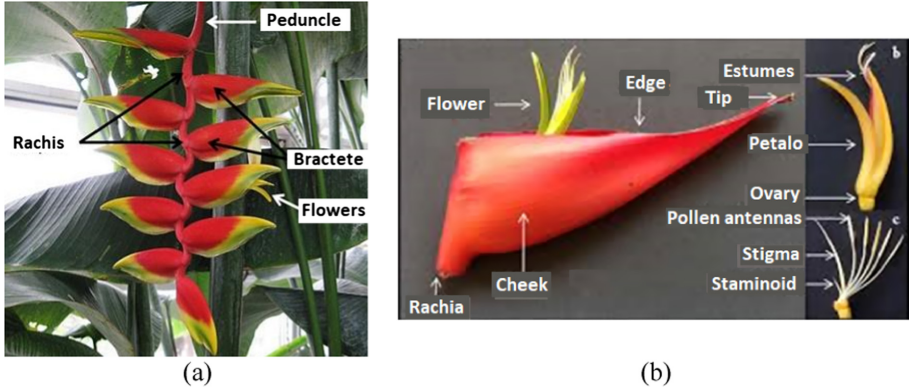 Peduncle
Rachis
Bractete
Flowers
(a)
Flower
Edge
Tip
Cheek
Rachia
b
Estumes
Petalo
Ovary
Pollen antennas
c
Stigma
Staminoid
(b)